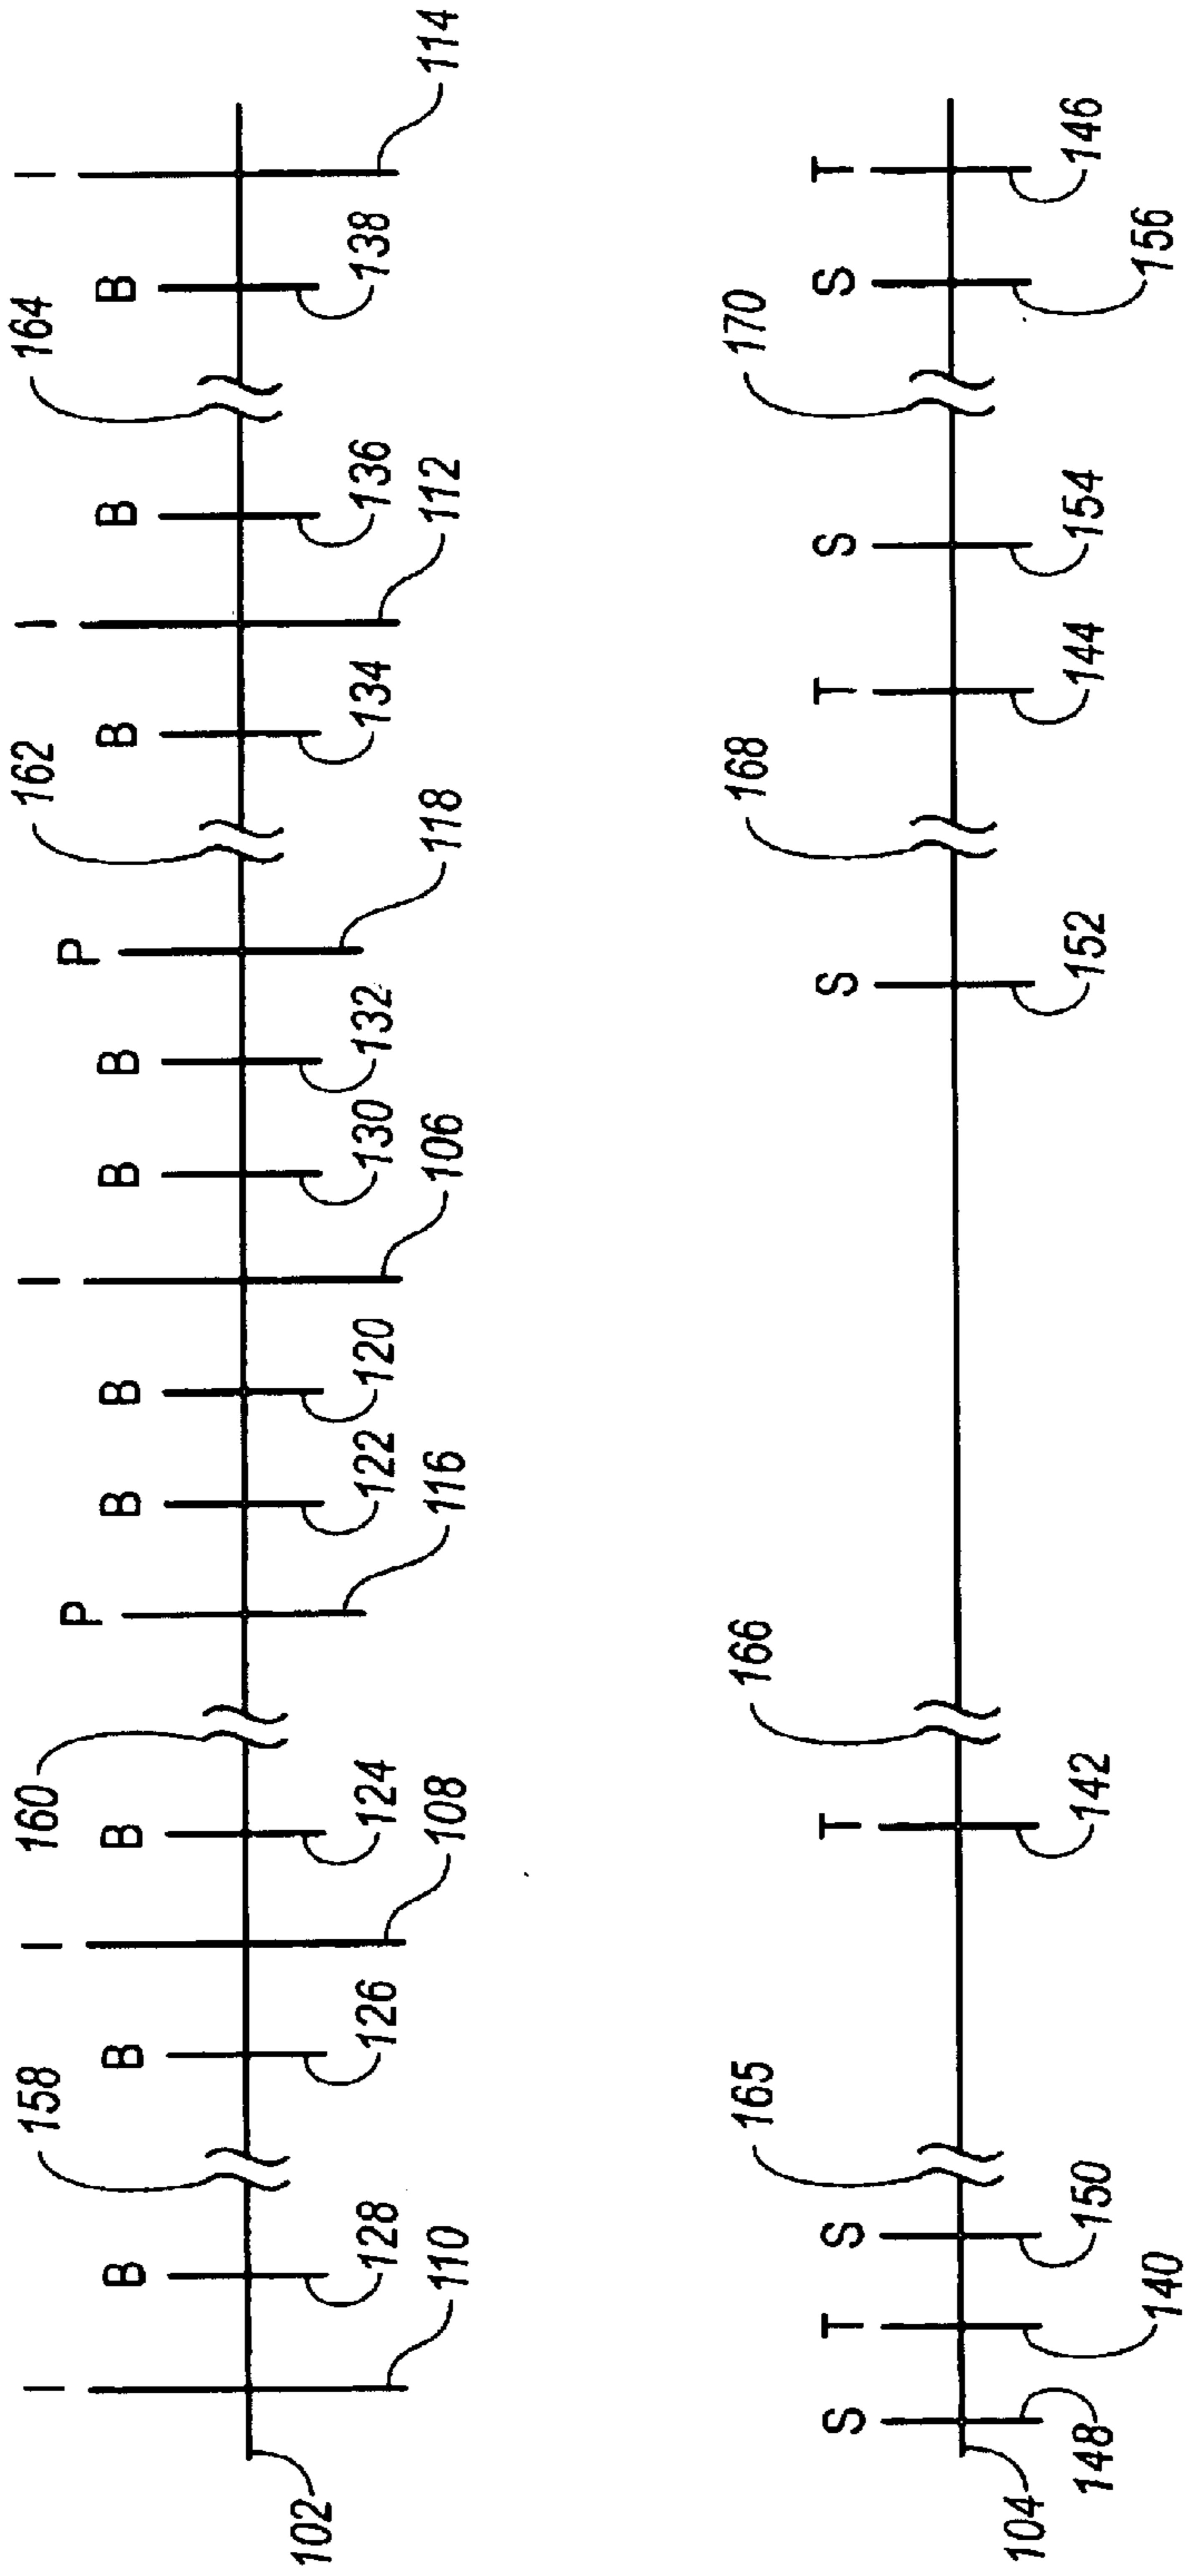 I I 160 I 162 I 164 I
P P
B 158 B B B B B B B B B
102
128 126 124 122 120 130 132 134 136 138
110 108 116 106 118 112 114
165 166 168 170
S T S T S T S S T
104
150 142 152 144 154 146
148 140 156